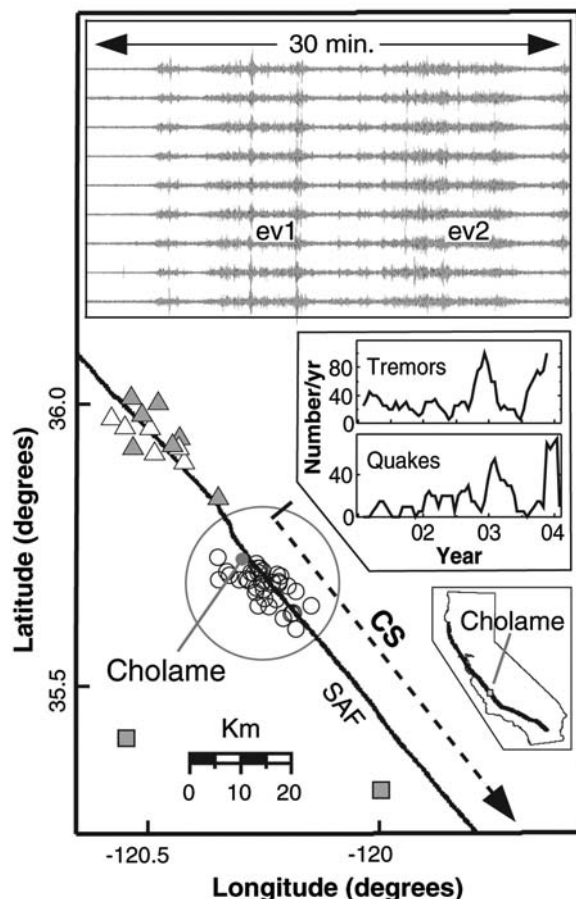 30 min.
ev1
ev2
Number/yr
Tremors
80
40
0
Quakes
40
0
02
03
04
Year
36.0
35.5
Latitude (degrees)
Cholame
CS
SAF
Cholame
Km
0
10
20
-120.5
-120
Longitude (degrees)